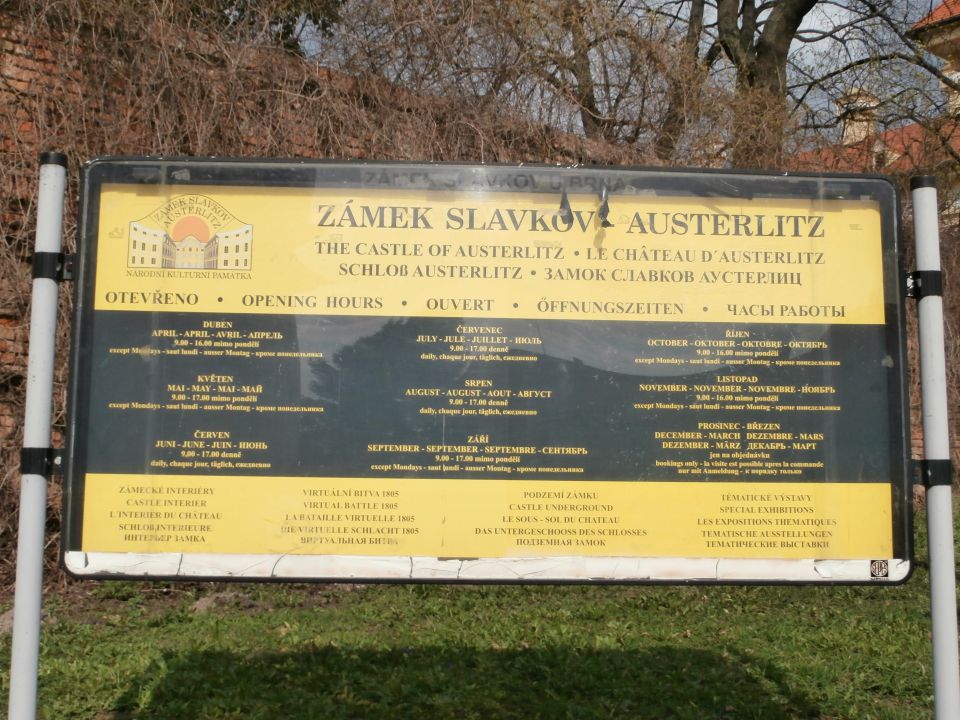 ZÁMEK SLAVKOV U BRNA
ZÁMEK SLAVKOV
AUSTERLITZ
NÁRODNÍ KULTURNÍ PAMÁTKA
ZÁMEK SLAVKOV AUSTERLITZ
THE CASTLE OF AUSTERLITZ • LE CHÂTEAU D´AUSTERLITZ
SCHLOß AUSTERLITZ • ЗАМОК СЛАВКОВ АУСТЕРЛИЦ
OTEVŘENO • OPENING HOURS • OUVERT • ŐFFNUNGSZEITEN • ЧАСЫ РАБОТЫ
DUBEN
APRIL - APRIL - AVRIL - АПРЕЛЬ
9.00 - 16.00 mimo pondělí
except Mondays - saut lundi - ausser Montag - кроме понедельника
KVĚTEN
MAI - MAY - MAI - МАЙ
9.00 - 17.00 mimo pondělí
except Mondays - saut lundi - ausser Montag - кроме понедельника
ČERVEN
JUNI - JUNE - JUIN - ИЮНЬ
9,00 - 17.00 denně
daily, chaque jour, täglich, ежедневно
ČERVENEC
JULY - JULE - JUILLET - ИЮЛЬ
9.00 - 17.00 denně
daily, chaque jour, täglich, ежедневно
SRPEN
AUGUST - AUGUST - AOUT - АВГУСТ
9.00 - 17.00 denně
daily, chaque jour, täglich, ежедневно
ZÁŘÍ
SEPTEMBER - SEPTEMBER - SEPTEMBRE - СЕНТЯБРЬ
9.00 - 17.00 mimo pondělí
except Mondays - saut lundi - ausser Montag - кроме понедельника
ŘÍJEN
OCTOBER - OKTOBER - OKTOBRE - ОКТЯБРЬ
9.00 - 16.00 mimo pondělí
except Mondays - saut lundi - ausser Montag - кроме понедельника
LISTOPAD
NOVEMBER - NOVEMBER - NOVEMBRE - НОЯБРЬ
9.00 - 16.00 mimo pondělí
except Mondays - saut lundi - ausser Montag - кроме понедельника
PROSINEC - BŘEZEN
DECEMBER - MARCH DEZEMBRE - MARS
DEZEMBER - MÄRZ ДЕКАБРЬ - МАРТ
jen na objednávku
bookings only - la visite est possible apres la commande
nur mit Anmeldung - к порядку только
ZÁMECKÉ INTERIÉRY
CASTLE INTERIER
L'INTERIER DU CHÂTEAU
SCHLOßINTERIEURE
ИНТЕРЬЕР ЗАМКА
VIRTUÁLNÍ BITVA 1805
VIRTUAL BATTLE 1805
LA BATAILLE VIRTUELLE 1805
DIE VIRTUELLE SCHLACHT 1805
ВИРТУАЛЬНАЯ БИТВА
PODZEMÍ ZÁMKU
CASTLE UNDERGROUND
LE SOUS - SOL DU CHATEAU
DAS UNTERGESCHOOSS DES SCHLOSSES
ПОДЗЕМНАЯ ЗАМОК
TÉMATICKÉ VÝSTAVY
SPECIAL EXHIBITIONS
LES EXPOSITIONS THEMATIQUES
TEMATISCHE AUSSTELLUNGEN
ТЕМАТИЧЕСКИЕ ВЫСТАВКИ